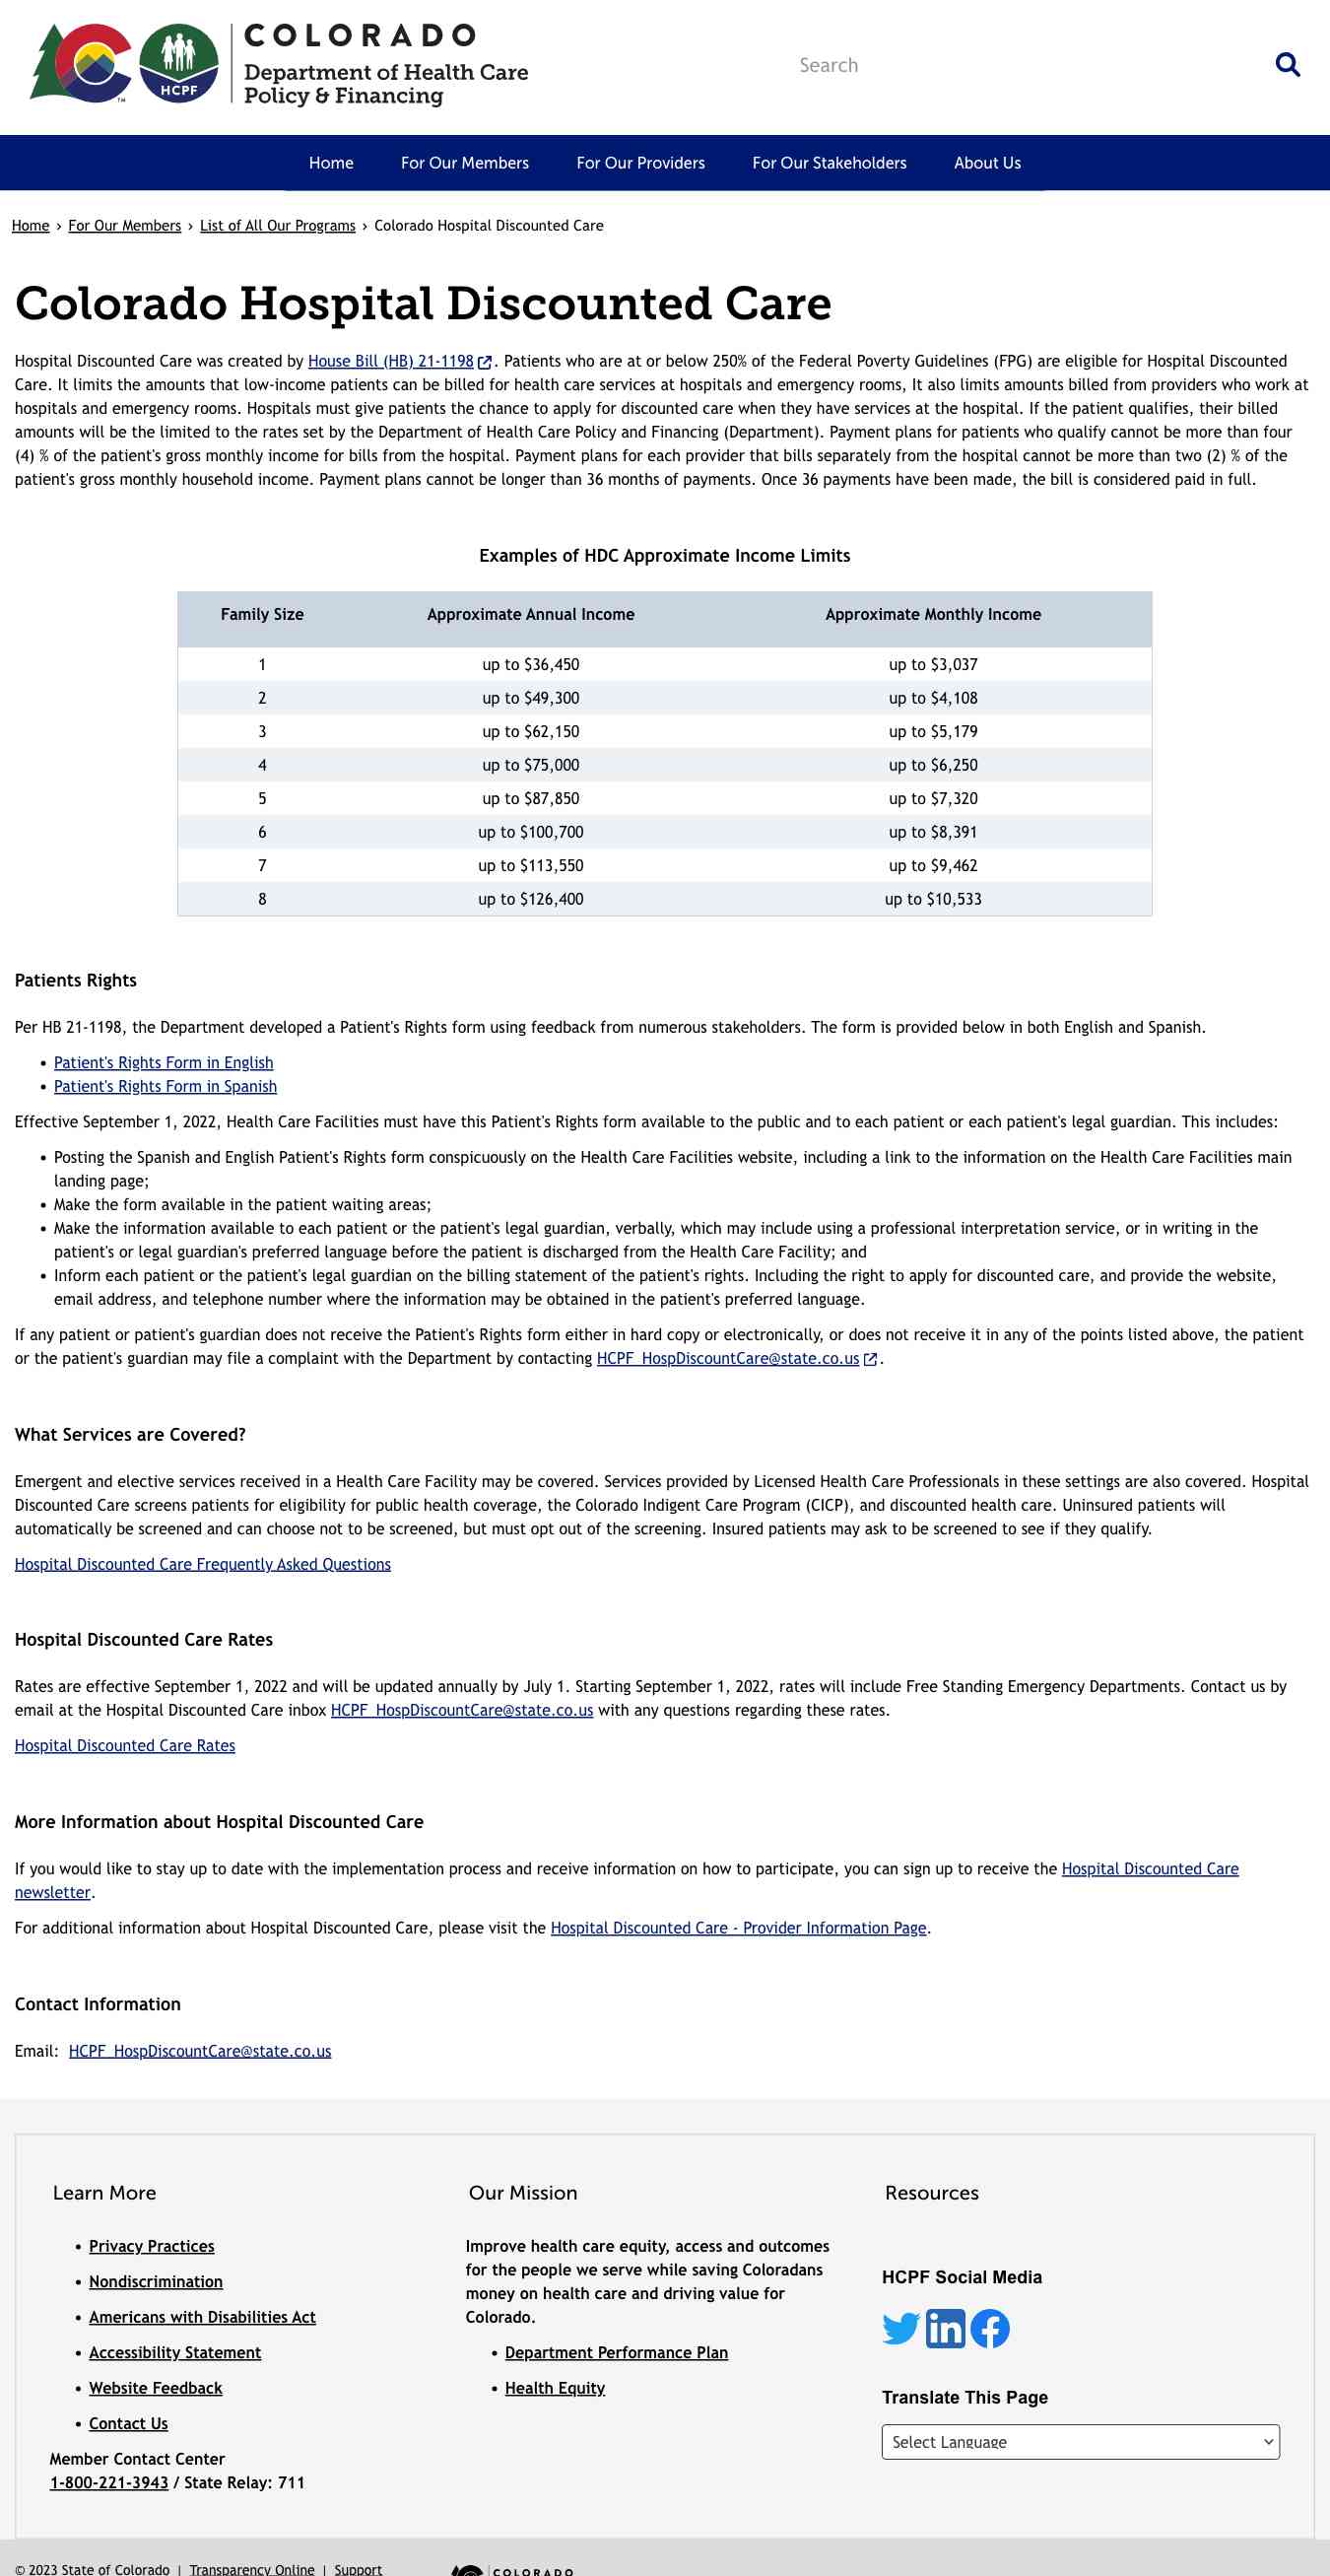 COLORADO
Department of Health Care
Policy & Financing
HCPF
TM
Search
Home
For Our Members
For Our Providers
For Our Stakeholders
About Us
Home › For Our Members › List of All Our Programs › Colorado Hospital Discounted Care
Colorado Hospital Discounted Care
Hospital Discounted Care was created by House Bill (HB) 21-1198. Patients who are at or below 250% of the Federal Poverty Guidelines (FPG) are eligible for Hospital Discounted
Care. It limits the amounts that low-income patients can be billed for health care services at hospitals and emergency rooms, It also limits amounts billed from providers who work at
hospitals and emergency rooms. Hospitals must give patients the chance to apply for discounted care when they have services at the hospital. If the patient qualifies, their billed
amounts will be the limited to the rates set by the Department of Health Care Policy and Financing (Department). Payment plans for patients who qualify cannot be more than four
(4) % of the patient's gross monthly income for bills from the hospital. Payment plans for each provider that bills separately from the hospital cannot be more than two (2) % of the
patient's gross monthly household income. Payment plans cannot be longer than 36 months of payments. Once 36 payments have been made, the bill is considered paid in full.
Examples of HDC Approximate Income Limits
Family Size Approximate Annual Income Approximate Monthly Income
1 up to $36,450 up to $3,037
2 up to $49,300 up to $4,108
3 up to $62,150 up to $5,179
4 up to $75,000 up to $6,250
5 up to $87,850 up to $7,320
6 up to $100,700 up to $8,391
7 up to $113,550 up to $9,462
8 up to $126,400 up to $10,533
Patients Rights
Per HB 21-1198, the Department developed a Patient's Rights form using feedback from numerous stakeholders. The form is provided below in both English and Spanish.
• Patient's Rights Form in English
• Patient's Rights Form in Spanish
Effective September 1, 2022, Health Care Facilities must have this Patient's Rights form available to the public and to each patient or each patient's legal guardian. This includes:
• Posting the Spanish and English Patient's Rights form conspicuously on the Health Care Facilities website, including a link to the information on the Health Care Facilities main
landing page;
• Make the form available in the patient waiting areas;
• Make the information available to each patient or the patient's legal guardian, verbally, which may include using a professional interpretation service, or in writing in the
patient's or legal guardian's preferred language before the patient is discharged from the Health Care Facility; and
• Inform each patient or the patient's legal guardian on the billing statement of the patient's rights. Including the right to apply for discounted care, and provide the website,
email address, and telephone number where the information may be obtained in the patient's preferred language.
If any patient or patient's guardian does not receive the Patient's Rights form either in hard copy or electronically, or does not receive it in any of the points listed above, the patient
or the patient's guardian may file a complaint with the Department by contacting HCPF_HospDiscountCare@state.co.us.
What Services are Covered?
Emergent and elective services received in a Health Care Facility may be covered. Services provided by Licensed Health Care Professionals in these settings are also covered. Hospital
Discounted Care screens patients for eligibility for public health coverage, the Colorado Indigent Care Program (CICP), and discounted health care. Uninsured patients will
automatically be screened and can choose not to be screened, but must opt out of the screening. Insured patients may ask to be screened to see if they qualify.
Hospital Discounted Care Frequently Asked Questions
Hospital Discounted Care Rates
Rates are effective September 1, 2022 and will be updated annually by July 1. Starting September 1, 2022, rates will include Free Standing Emergency Departments. Contact us by
email at the Hospital Discounted Care inbox HCPF_HospDiscountCare@state.co.us with any questions regarding these rates.
Hospital Discounted Care Rates
More Information about Hospital Discounted Care
If you would like to stay up to date with the implementation process and receive information on how to participate, you can sign up to receive the Hospital Discounted Care
newsletter.
For additional information about Hospital Discounted Care, please visit the Hospital Discounted Care - Provider Information Page.
Contact Information
Email: HCPF_HospDiscountCare@state.co.us
Learn More
• Privacy Practices
• Nondiscrimination
• Americans with Disabilities Act
• Accessibility Statement
• Website Feedback
• Contact Us
Member Contact Center
1-800-221-3943 / State Relay: 711
Our Mission
Improve health care equity, access and outcomes
for the people we serve while saving Coloradans
money on health care and driving value for
Colorado.
• Department Performance Plan
• Health Equity
Resources
HCPF Social Media
in
Translate This Page
Select Language
© 2023 State of Colorado | Transparency Online | Support
COLORADO